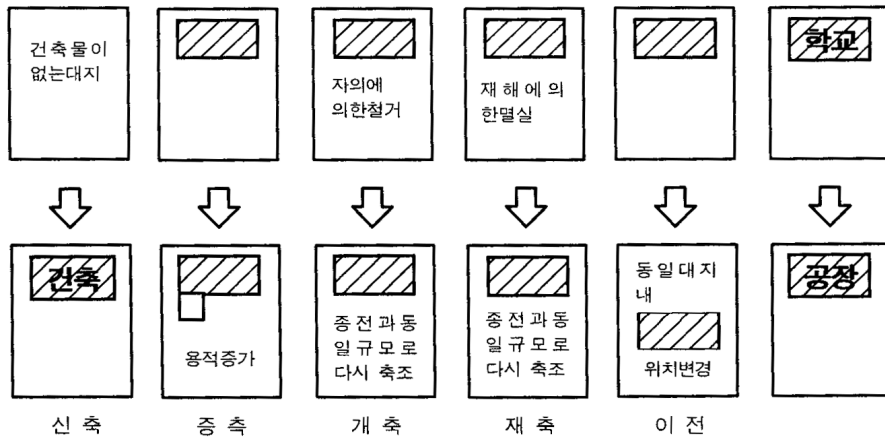 건축물이
없는대지
자의에
의한철거
재해에의
한멸실
학교
건축
용적증가
종전과동
일규모로
다시 축조
종전과동
일규모로
다시 축조
동일대지
내
위치변경
공장
신축
증측
개축
재축
이전